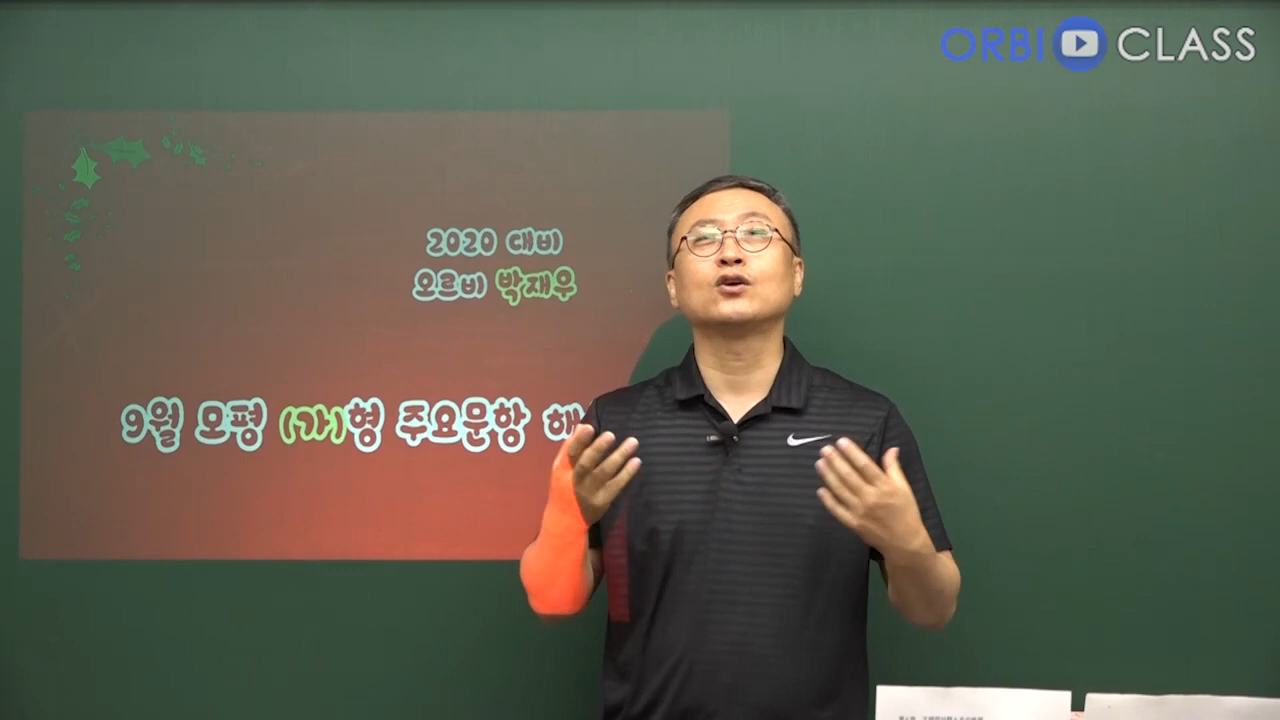 ORBI CLASS
2020 대비
오르비 박재우
9월 모평 (가)형 주요문항 해